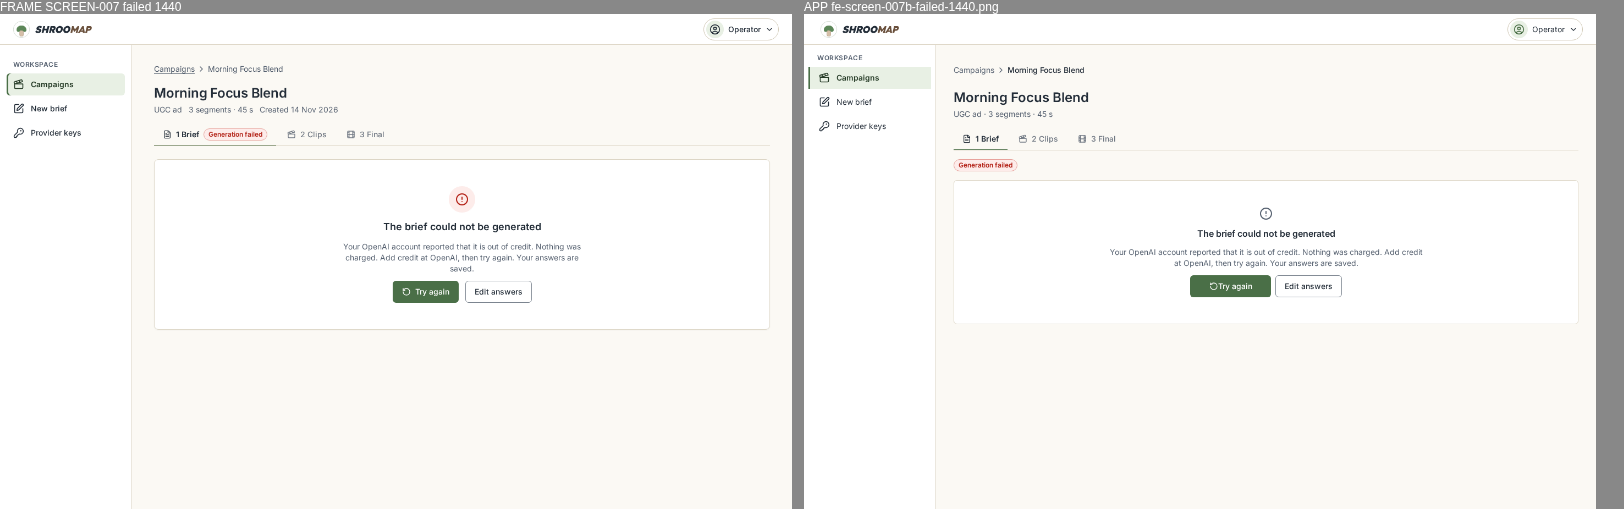 FRAME SCREEN-007 failed 1440
SHROOMAP
Operator
WORKSPACE
Campaigns
New brief
Provider keys
Campaigns > Morning Focus Blend
Morning Focus Blend
UGC ad 3 segments · 45 s Created 14 Nov 2026
1 Brief Generation failed 2 Clips 3 Final
The brief could not be generated
Your OpenAI account reported that it is out of credit. Nothing was
charged. Add credit at OpenAI, then try again. Your answers are
saved.
Try again Edit answers
APP fe-screen-007b-failed-1440.png
SHROOMAP
Operator
WORKSPACE
Campaigns
New brief
Provider keys
Campaigns > Morning Focus Blend
Morning Focus Blend
UGC ad · 3 segments · 45 s
1 Brief 2 Clips 3 Final
Generation failed
The brief could not be generated
Your OpenAI account reported that it is out of credit. Nothing was charged. Add credit
at OpenAI, then try again. Your answers are saved.
Try again Edit answers